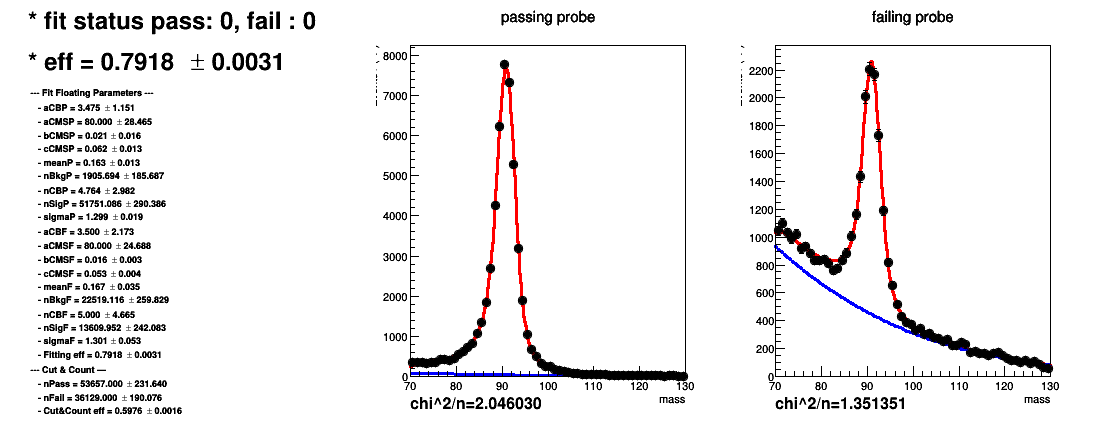 * fit status pass: 0, fail : 0
* eff = 0.7918 ± 0.0031
--- Fit Floating Parameters ---
- aCBP = 3.475 ± 1.151
- aCMSP = 80.000 ± 28.465
- bCMSP = 0.021 ± 0.016
- cCMSP = 0.062 ± 0.013
- meanP = 0.163 ± 0.013
- nBkgP = 1905.694 ± 185.687
- nCBP = 4.764 ± 2.982
- nSigP = 51751.086 ± 290.386
- sigmaP = 1.299 ± 0.019
- aCBF = 3.500 ± 2.173
- aCMSF = 80.000 ± 24.688
- bCMSF = 0.016 ± 0.003
- cCMSF = 0.053 ± 0.004
- meanF = 0.167 ± 0.035
- nBkgF = 22519.116 ± 259.829
- nCBF = 5.000 ± 4.665
- nSigF = 13609.952 ± 242.083
- sigmaF = 1.301 ± 0.053
- Fitting eff = 0.7918 ± 0.0031
--- Cut & Count ---
- nPass = 53657.000 ± 231.640
- nFail = 36129.000 ± 190.076
- Cut&Count eff = 0.5976 ± 0.0016
passing probe
8000
7000
6000
5000
4000
3000
2000
1000
0
70 80 90 100 110 120 130
mass
chi^2/n=2.046030
failing probe
2200
2000
1800
1600
1400
1200
1000
800
600
400
200
0
70 80 90 100 110 120 130
mass
chi^2/n=1.351351